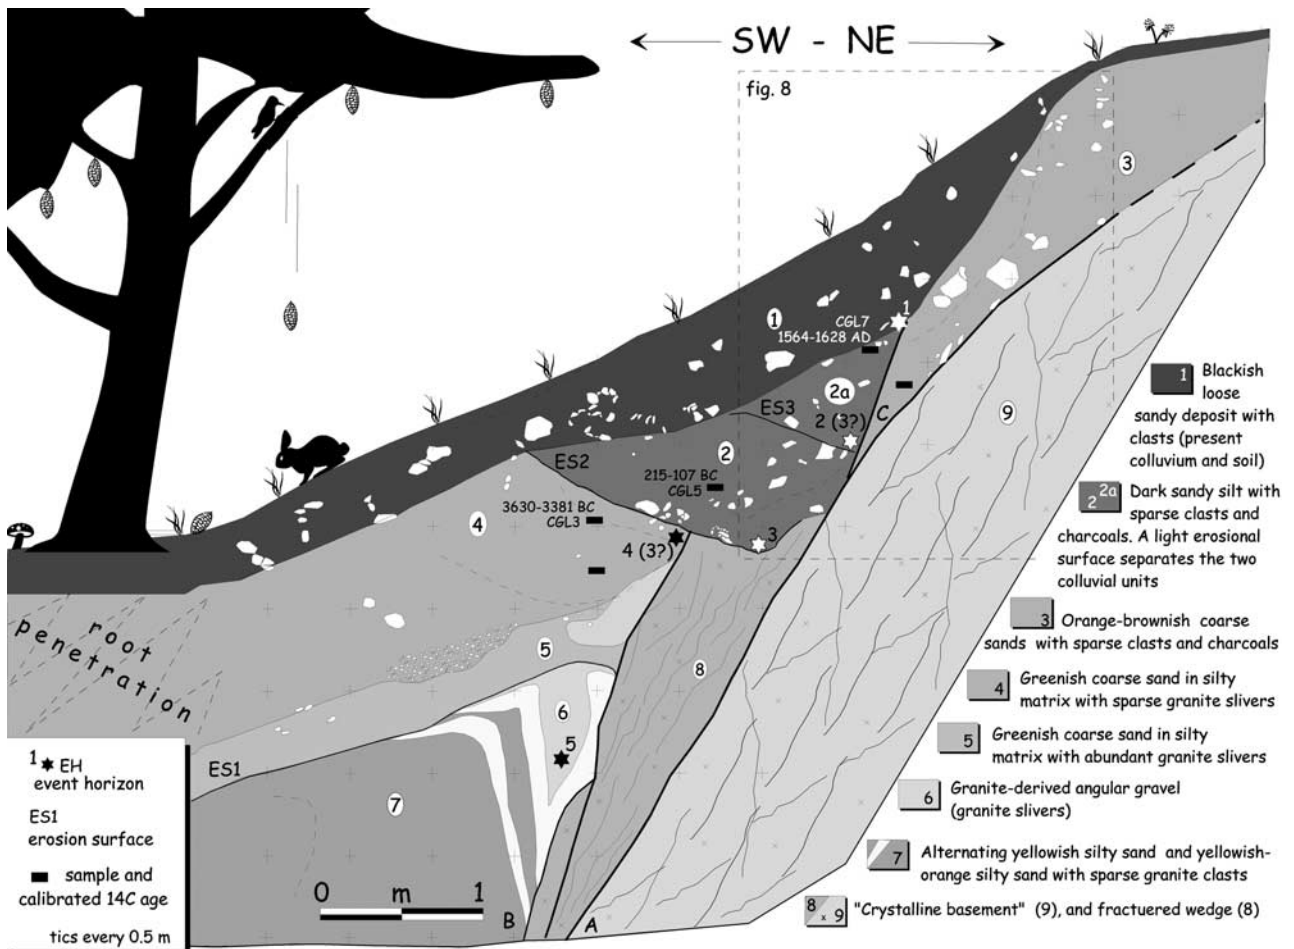 SW - NE
fig. 8
3
1
1
CGL7
1564-1628 AD
2a
ES3
C
2 (3?)
9
ES2
2
215-107 BC
CGL5
3630-3381 BC
CGL3
4
4 (3?)
3
root
penetration
5
8
6
5
ES1
7
B
A
0 m 1
1 EH
event horizon
ES1
erosion surface
sample and
calibrated 14C age
tics every 0.5 m
1 Blackish
loose
sandy deposit with
clasts (present
colluvium and soil)
2 2a Dark sandy silt with
sparse clasts and
charcoals. A light erosional
surface separates the two
colluvial units
3 Orange-brownish coarse
sands with sparse clasts and charcoals
4 Greenish coarse sand in silty
matrix with sparse granite slivers
5 Greenish coarse sand in silty
matrix with abundant granite slivers
6 Granite-derived angular gravel
(granite slivers)
7 Alternating yellowish silty sand and yellowish-
orange silty sand with sparse granite clasts
8 x 9 "Crystalline basement" (9), and fractuered wedge (8)